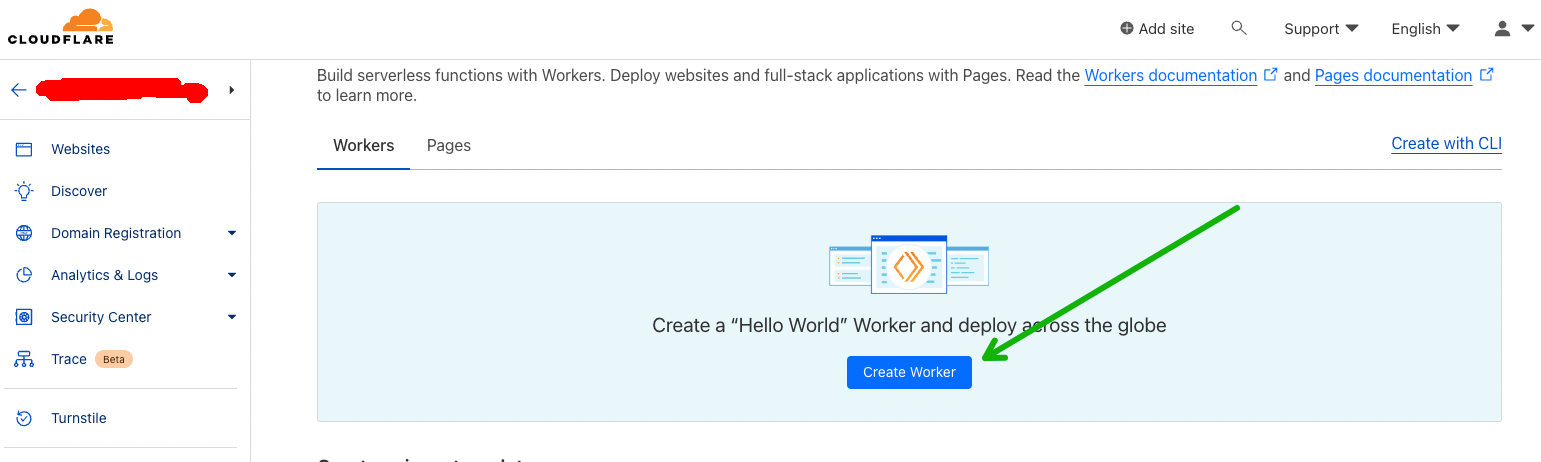 CLOUDFLARE
Add site
Support
English
Build serverless functions with Workers. Deploy websites and full-stack applications with Pages. Read the Workers documentation and Pages documentation
to learn more.
Workers
Pages
Create with CLI
Websites
Discover
Domain Registration
Analytics & Logs
Security Center
Trace Beta
Turnstile
Create a “Hello World” Worker and deploy across the globe
Create Worker